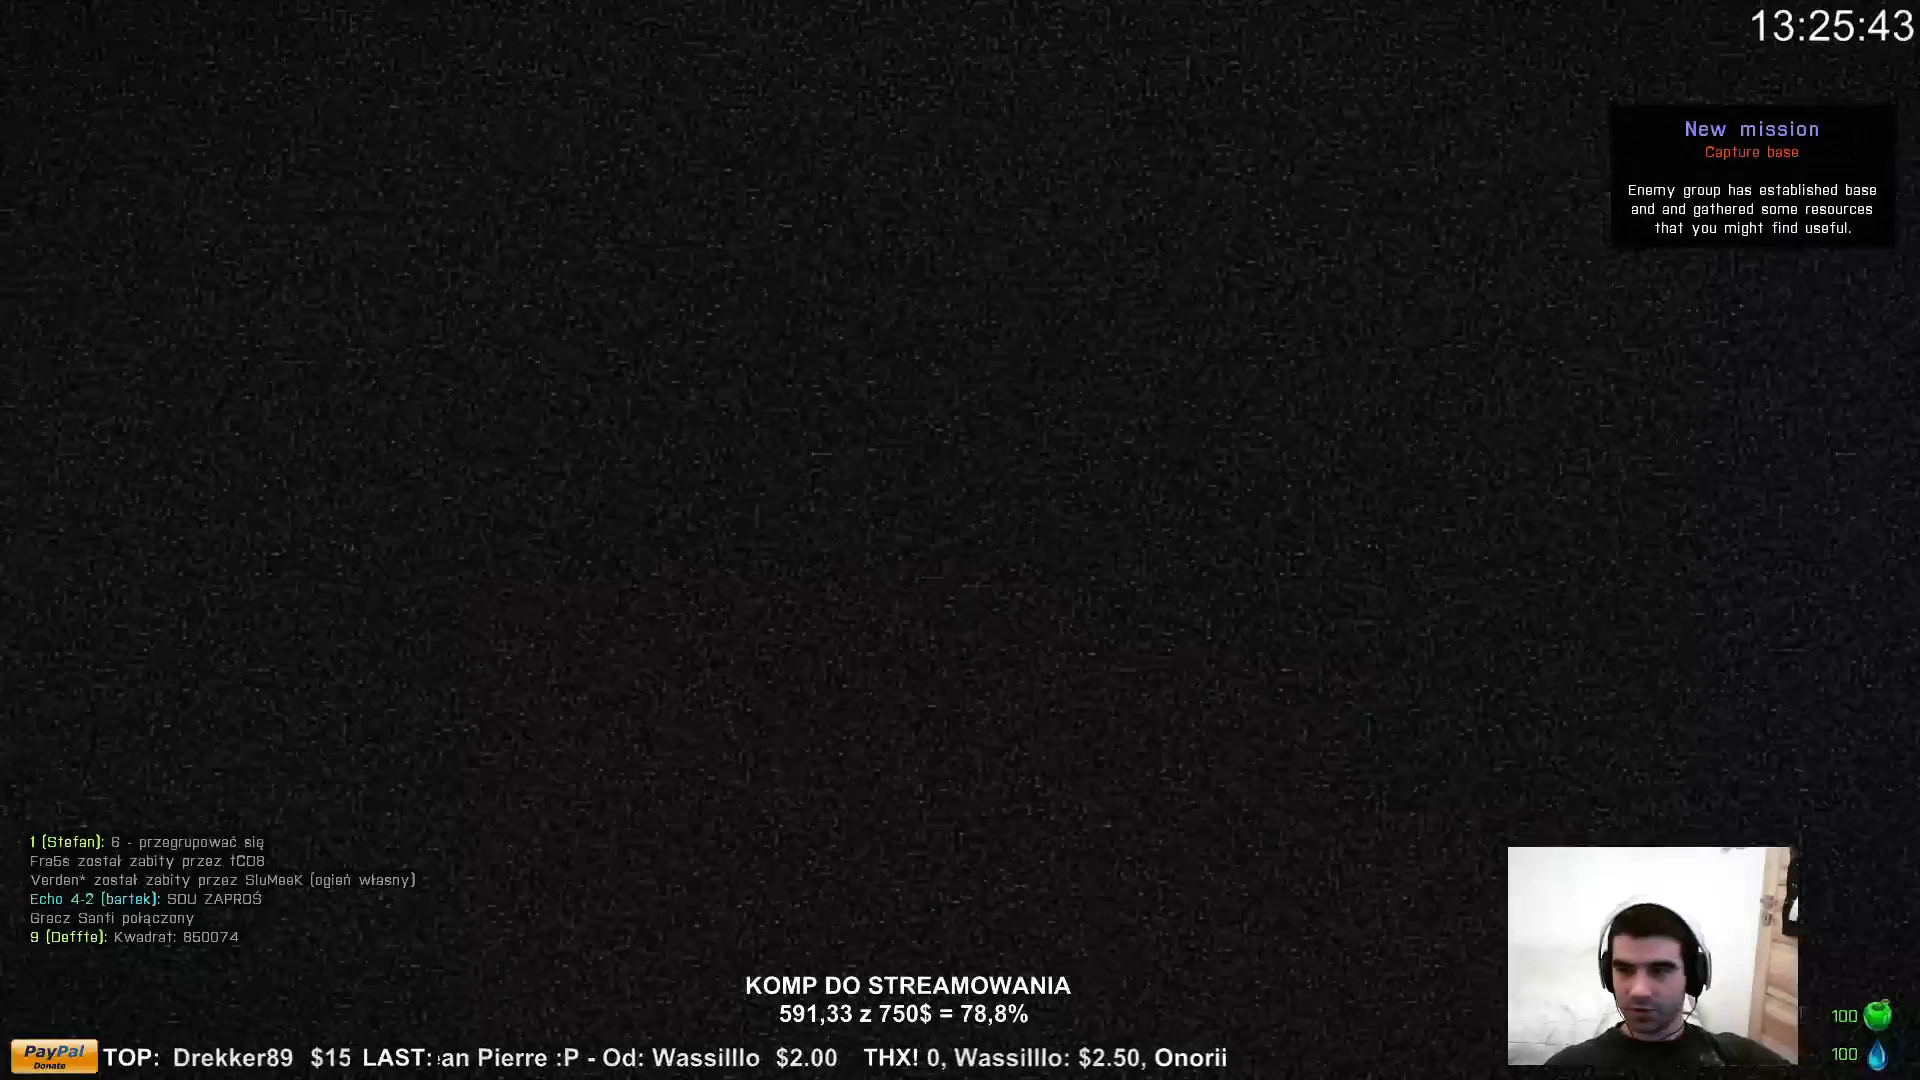 13:25:43
New mission
Capture base
Enemy group has established base
and and gathered some resources
that you might find useful.
1 (Stefan): 6 - przegrupować się
Fra5s został zabity przez tCD8
Verden* został zabity przez SluMeeK (ogień własny)
Echo 4-2 (bartek): SOU ZAPROŚ
Gracz Santi połączony
9 (Deffte): Kwadrat: 850074
KOMP DO STREAMOWANIA
591,33 z 750$ = 78,8%
100
100
PayPal
Donate
TOP: Drekker89 $15 LAST: an Pierre :P - Od: Wassilllo $2.00 THX! 0, Wassilllo: $2.50, Onorii